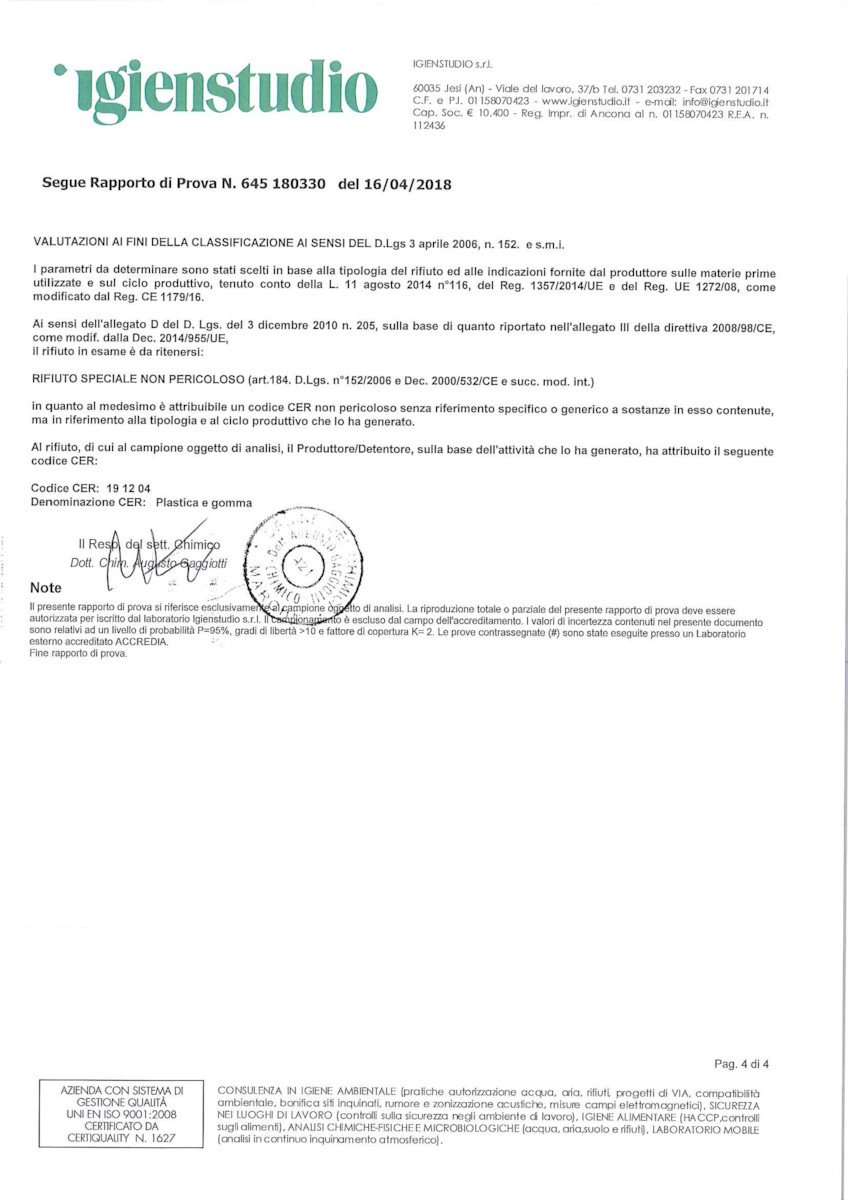 igienstudio
IGIENSTUDIO s.r.l.
60035 Jesi (An) - Viale del lavoro, 37/b Tel. 0731 203232 - Fax 0731 201714
C.F. e P.I. 01158070423 - www.igienstudio.it - e-mail: info@igienstudio.it
Cap. Soc. € 10.400 - Reg. Impr. di Ancona al n. 01158070423 R.E.A. n.
112436
Segue Rapporto di Prova N. 645 180330 del 16/04/2018
VALUTAZIONI AI FINI DELLA CLASSIFICAZIONE AI SENSI DEL D.Lgs 3 aprile 2006, n. 152. e s.m.i.
I parametri da determinare sono stati scelti in base alla tipologia del rifiuto ed alle indicazioni fornite dal produttore sulle materie prime
utilizzate e sul ciclo produttivo, tenuto conto della L. 11 agosto 2014 n°116, del Reg. 1357/2014/UE e del Reg. UE 1272/08, come
modificato dal Reg. CE 1179/16.
Ai sensi dell'allegato D del D. Lgs. del 3 dicembre 2010 n. 205, sulla base di quanto riportato nell'allegato III della direttiva 2008/98/CE,
come modif. dalla Dec. 2014/955/UE,
il rifiuto in esame è da ritenersi:
RIFIUTO SPECIALE NON PERICOLOSO (art.184. D.Lgs. n°152/2006 e Dec. 2000/532/CE e succ. mod. int.)
in quanto al medesimo è attribuibile un codice CER non pericoloso senza riferimento specifico o generico a sostanze in esso contenute,
ma in riferimento alla tipologia e al ciclo produttivo che lo ha generato.
Al rifiuto, di cui al campione oggetto di analisi, il Produttore/Detentore, sulla base dell'attività che lo ha generato, ha attribuito il seguente
codice CER:
Codice CER: 19 12 04
Denominazione CER: Plastica e gomma
Il Resp. del sett. Chimico
Dott. Chim. Augusto Gaggiotti
Note
Il presente rapporto di prova si riferisce esclusivamente al campione oggetto di analisi. La riproduzione totale o parziale del presente rapporto di prova deve essere
autorizzata per iscritto dal laboratorio Igienstudio s.r.l. Il campionamento è escluso dal campo dell'accreditamento. I valori di incertezza contenuti nel presente documento
sono relativi ad un livello di probabilità P=95%, gradi di libertà >10 e fattore di copertura K= 2. Le prove contrassegnate (#) sono state eseguite presso un Laboratorio
esterno accreditato ACCREDIA.
Fine rapporto di prova.
Pag. 4 di 4
AZIENDA CON SISTEMA DI
GESTIONE QUALITÀ
UNI EN ISO 9001:2008
CERTIFICATO DA
CERTIQUALITY N. 1627
CONSULENZA IN IGIENE AMBIENTALE (pratiche autorizzazione acqua, aria, rifiuti, progetti di VIA, compatibilità
ambientale, bonifica siti inquinati, rumore e zonizzazione acustiche, misure campi elettromagnetici), SICUREZZA
NEI LUOGHI DI LAVORO (controlli sulla sicurezza negli ambiente di lavoro), IGIENE ALIMENTARE (HACCP,controlli
sugli alimenti), ANALISI CHIMICHE-FISICHE E MICROBIOLOGICHE (acqua, aria,suolo e rifiuti), LABORATORIO MOBILE
(analisi in continuo inquinamento atmosferico).